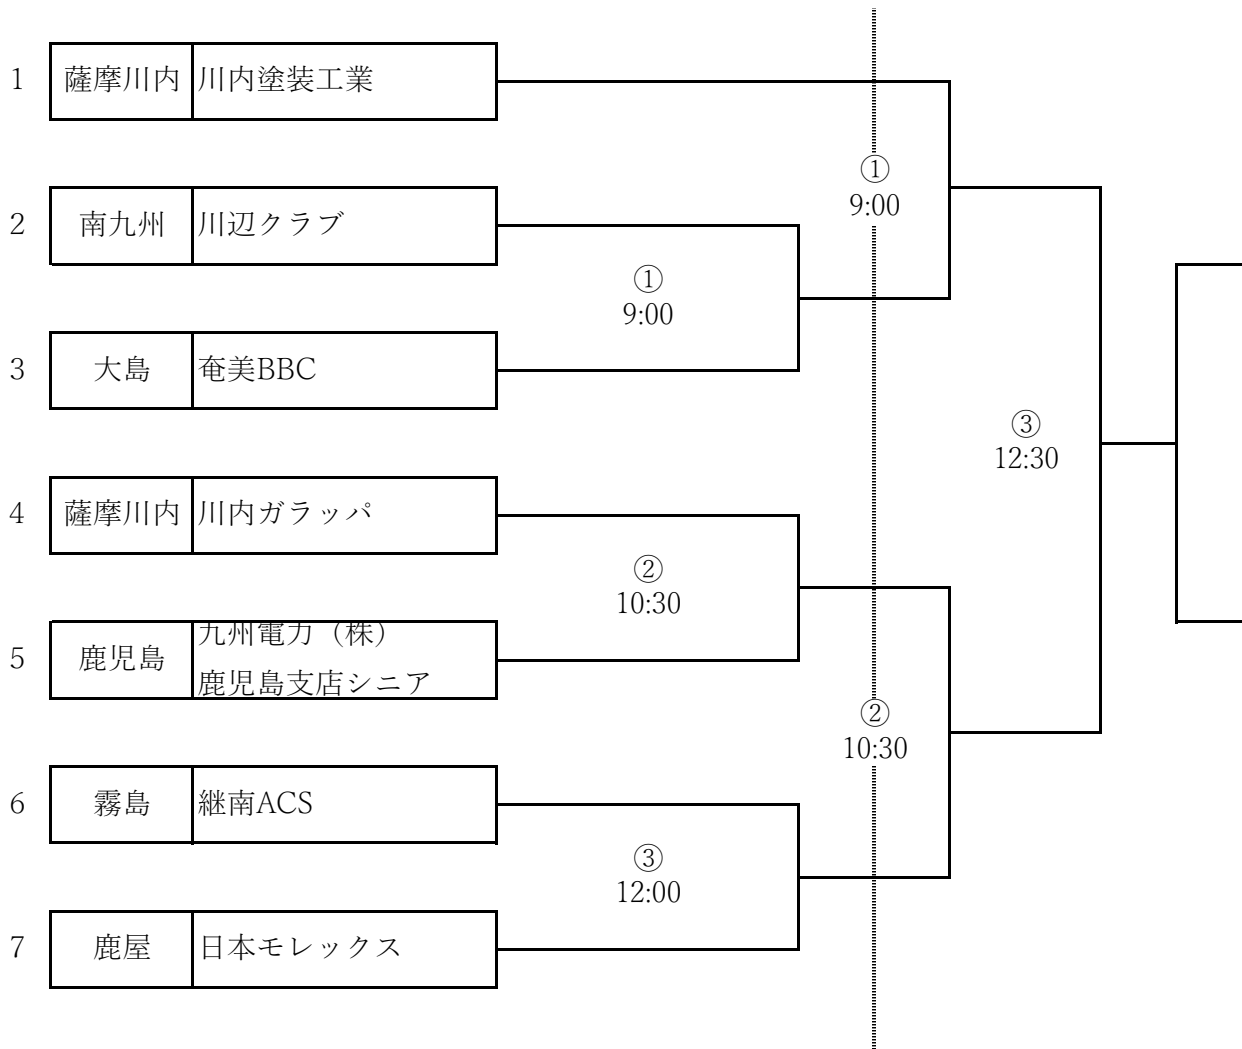 1 薩摩川内 川内塗装工業
①
9:00
2 南九州 川辺クラブ
①
9:00
3 大島 奄美BBC
③
12:30
4 薩摩川内 川内ガラッパ
②
10:30
5 鹿児島 九州電力（株）
鹿児島支店シニア
②
10:30
6 霧島 継南ACS
③
12:00
7 鹿屋 日本モレックス